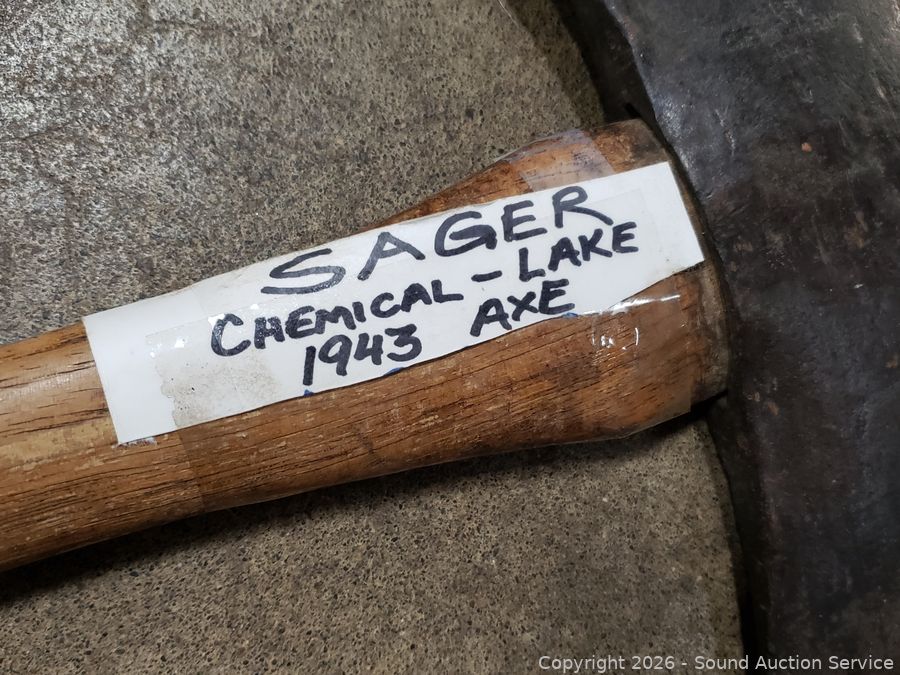 SAGER
CHEMICAL-LAKE
1943 AXE
Copyright 2026 - Sound Auction Service